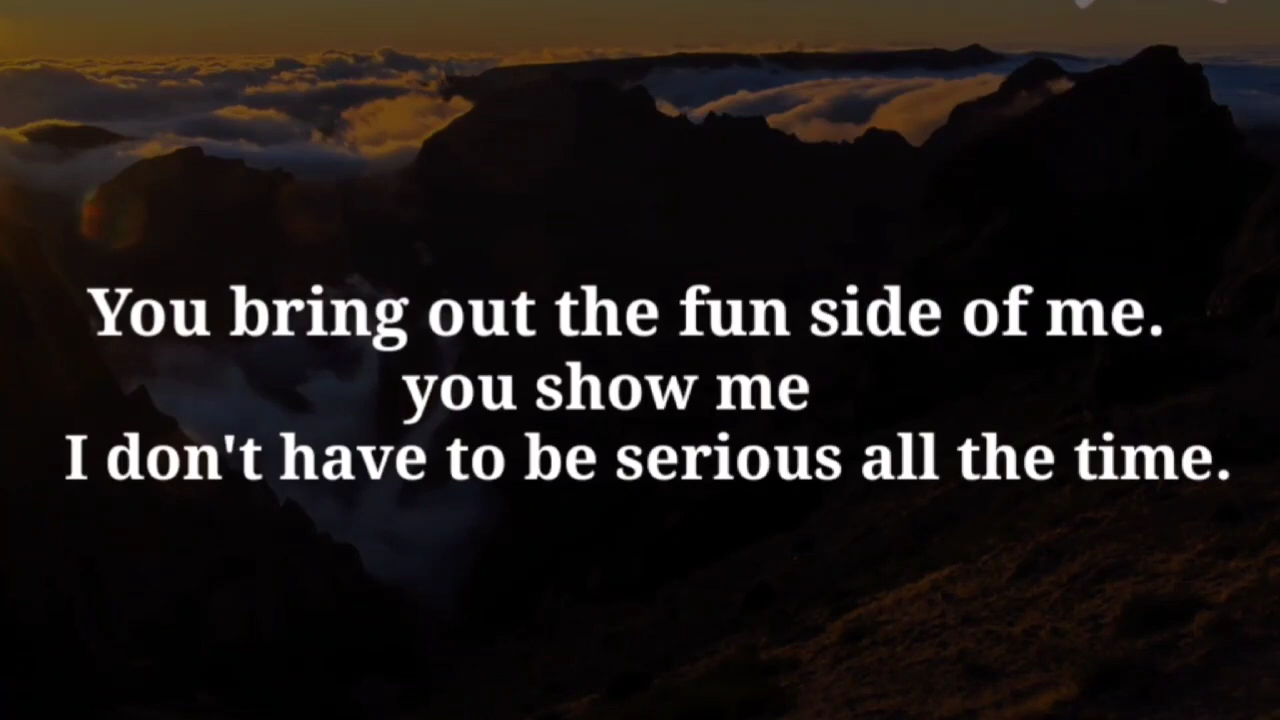 You bring out the fun side of me.
you show me
I don't have to be serious all the time.